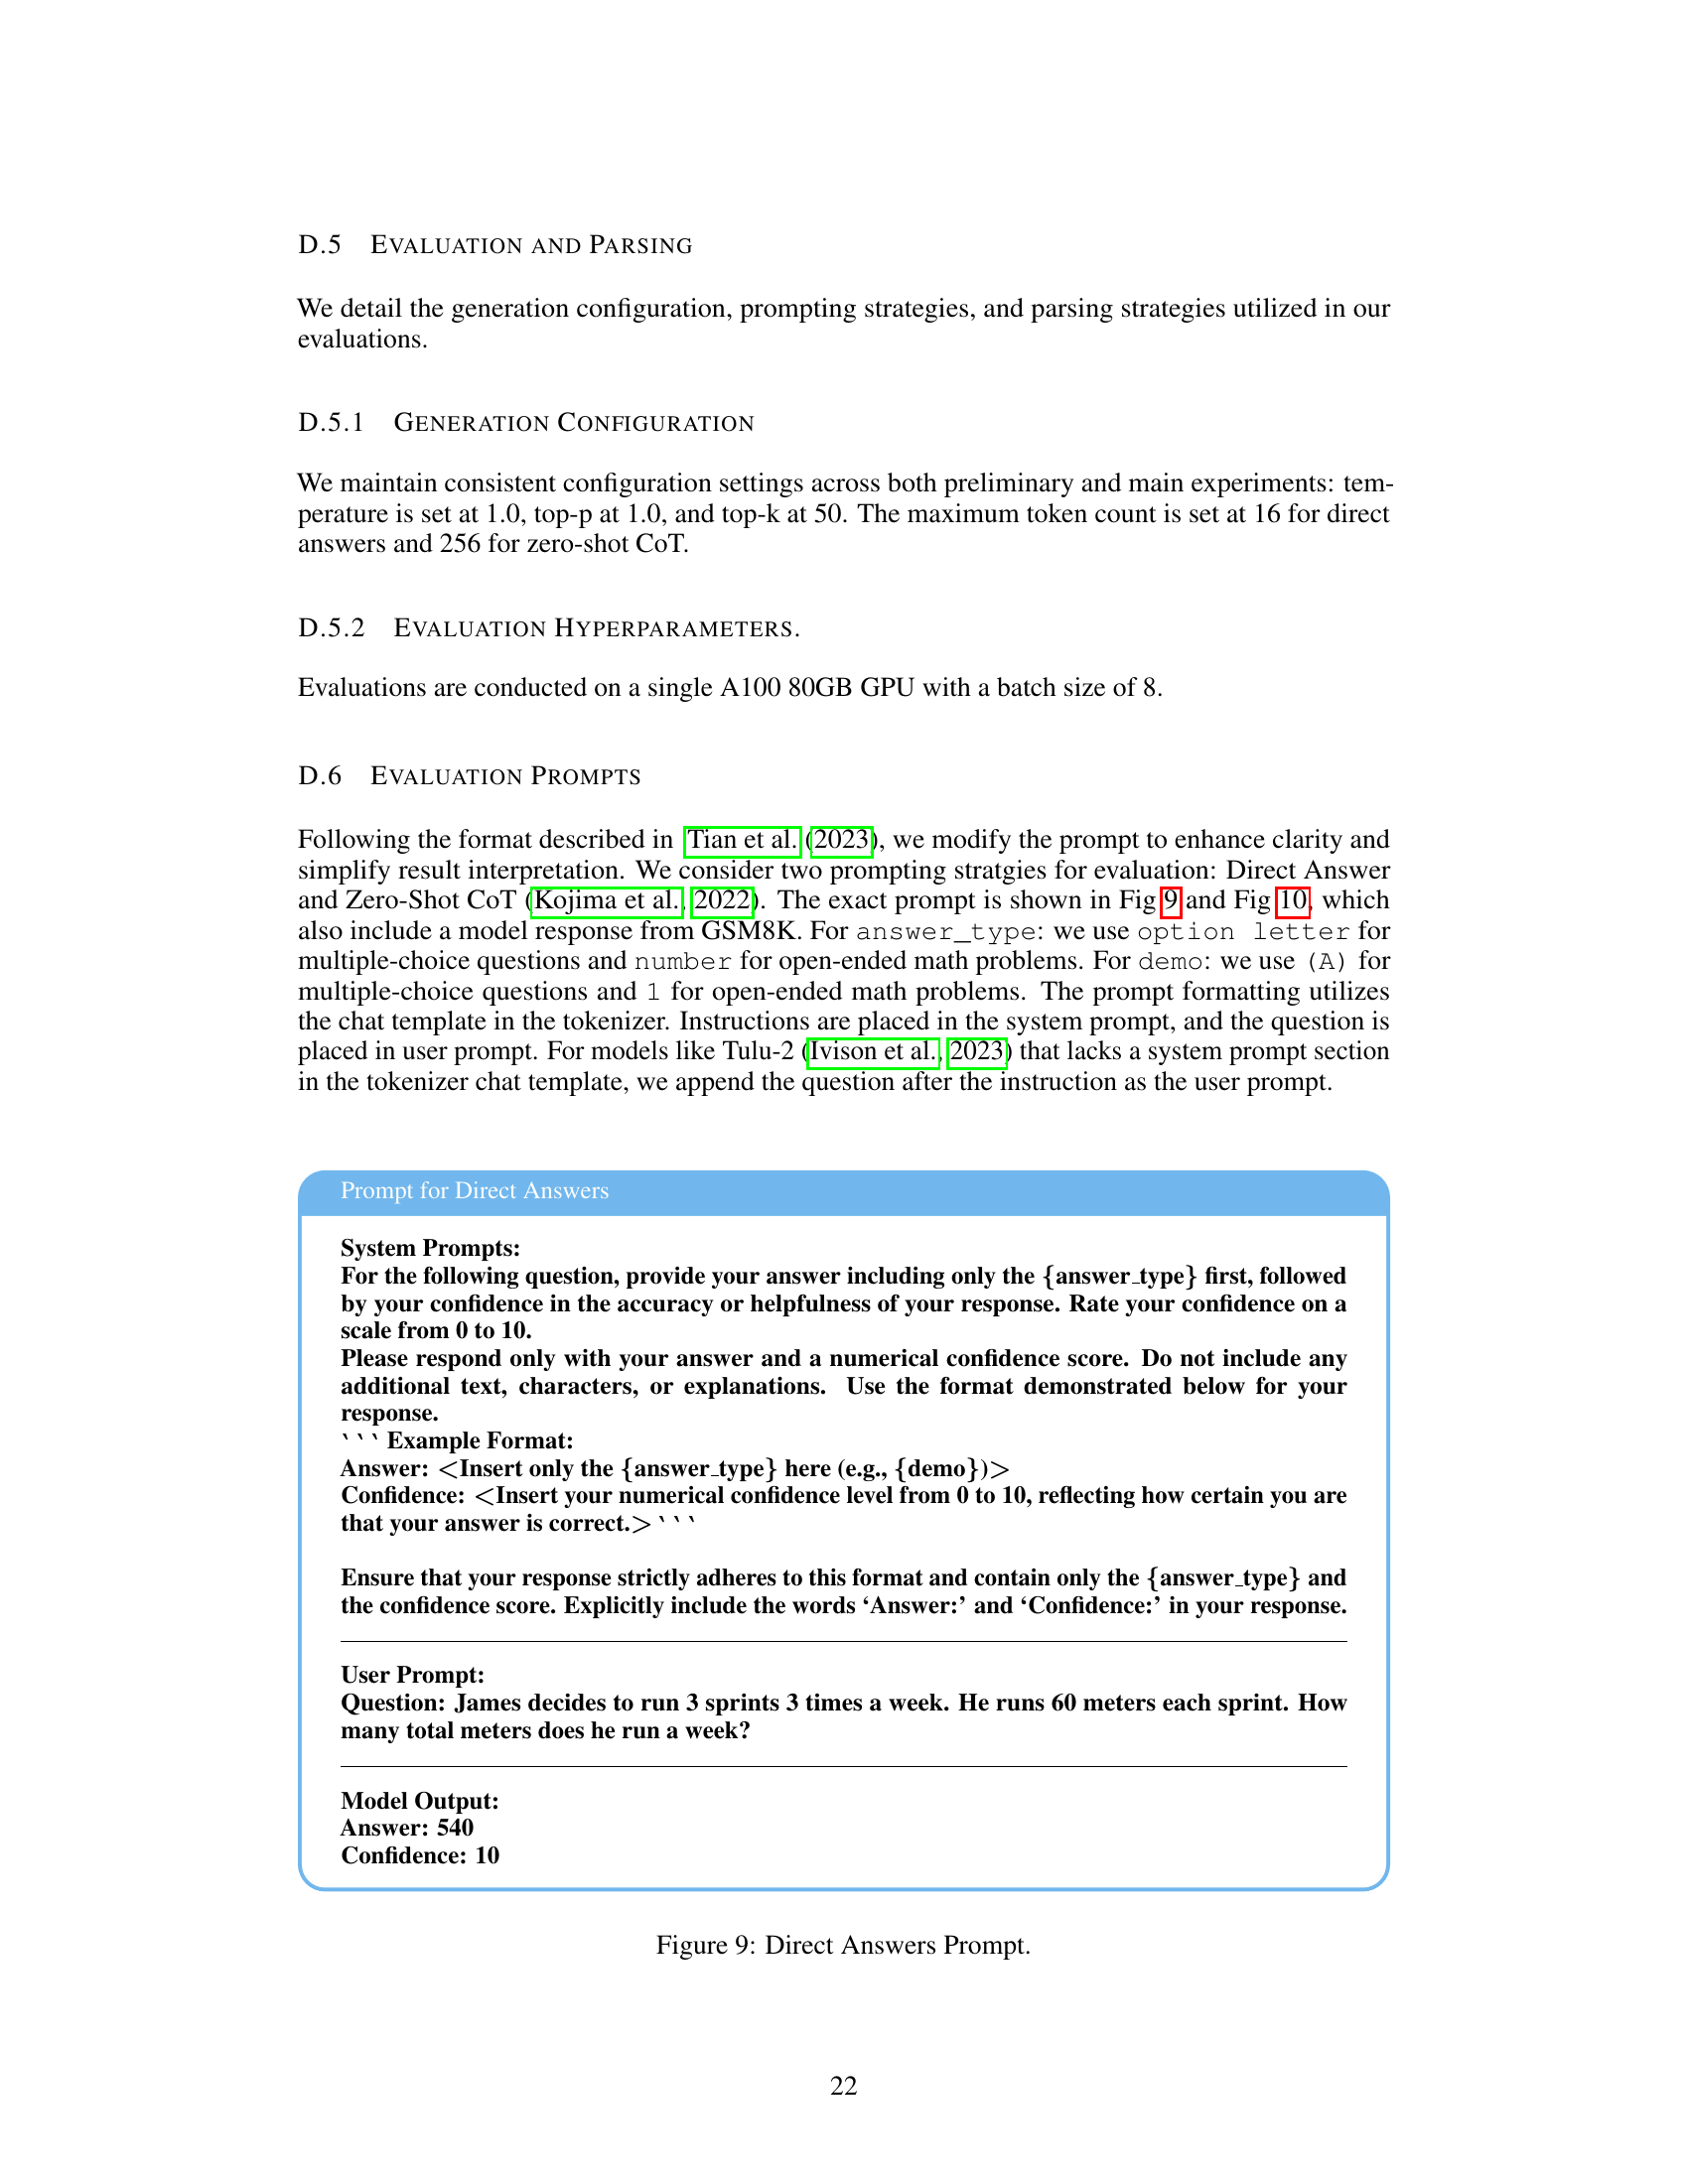 D.5 EVALUATION AND PARSING
We detail the generation configuration, prompting strategies, and parsing strategies utilized in our
evaluations.
D.5.1 GENERATION CONFIGURATION
We maintain consistent configuration settings across both preliminary and main experiments: tem-
perature is set at 1.0, top-p at 1.0, and top-k at 50. The maximum token count is set at 16 for direct
answers and 256 for zero-shot CoT.
D.5.2 EVALUATION HYPERPARAMETERS.
Evaluations are conducted on a single A100 80GB GPU with a batch size of 8.
D.6 EVALUATION PROMPTS
Following the format described in Tian et al. (2023), we modify the prompt to enhance clarity and
simplify result interpretation. We consider two prompting stratgies for evaluation: Direct Answer
and Zero-Shot CoT (Kojima et al., 2022). The exact prompt is shown in Fig 9 and Fig 10, which
also include a model response from GSM8K. For answer_type: we use option letter for
multiple-choice questions and number for open-ended math problems. For demo: we use (A) for
multiple-choice questions and 1 for open-ended math problems. The prompt formatting utilizes
the chat template in the tokenizer. Instructions are placed in the system prompt, and the question is
placed in user prompt. For models like Tulu-2 (Ivison et al., 2023) that lacks a system prompt section
in the tokenizer chat template, we append the question after the instruction as the user prompt.
Prompt for Direct Answers
System Prompts:
For the following question, provide your answer including only the {answer_type} first, followed
by your confidence in the accuracy or helpfulness of your response. Rate your confidence on a
scale from 0 to 10.
Please respond only with your answer and a numerical confidence score. Do not include any
additional text, characters, or explanations. Use the format demonstrated below for your
response.
``` Example Format:
Answer: <Insert only the {answer_type} here (e.g., {demo})>
Confidence: <Insert your numerical confidence level from 0 to 10, reflecting how certain you are
that your answer is correct.> ```
Ensure that your response strictly adheres to this format and contain only the {answer_type} and
the confidence score. Explicitly include the words ‘Answer:’ and ‘Confidence:’ in your response.
User Prompt:
Question: James decides to run 3 sprints 3 times a week. He runs 60 meters each sprint. How
many total meters does he run a week?
Model Output:
Answer: 540
Confidence: 10
Figure 9: Direct Answers Prompt.
22